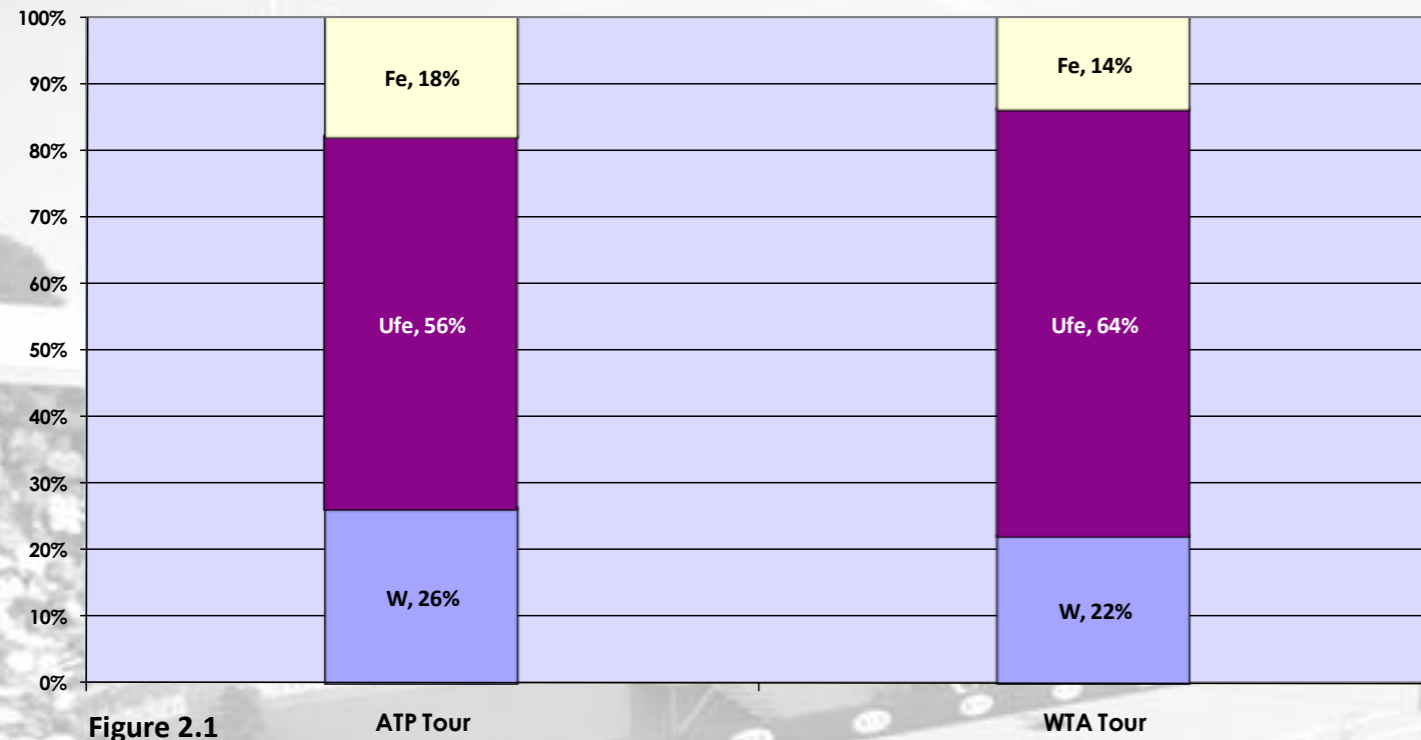 100%
90%
80%
70%
60%
50%
40%
30%
20%
10%
0%
Fe, 18%
Ufe, 56%
W, 26%
Fe, 14%
Ufe, 64%
W, 22%
Figure 2.1
ATP Tour
WTA Tour